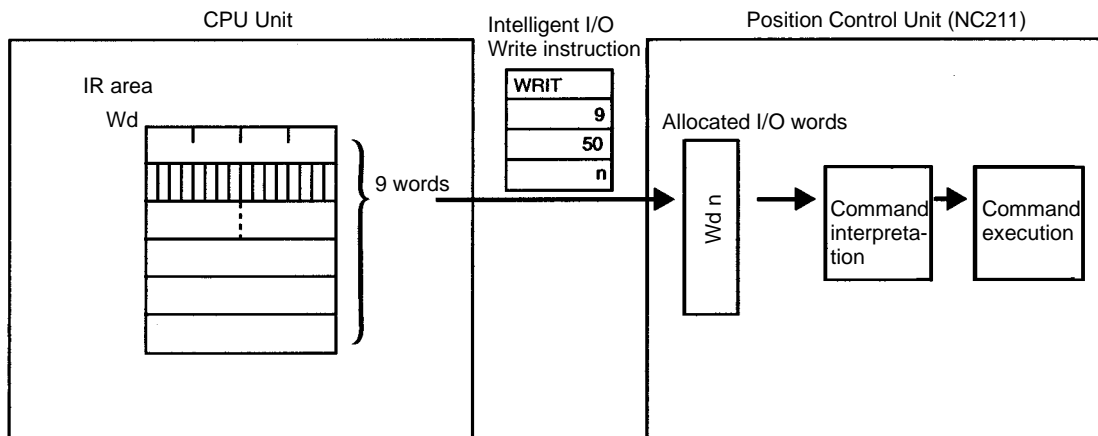 CPU Unit
Intelligent I/O
Write instruction
Position Control Unit (NC211)
IR area
Wd
WRIT
9
50
n
9 words
Allocated I/O words
Wd n
Command
interpreta-
tion
Command
execution